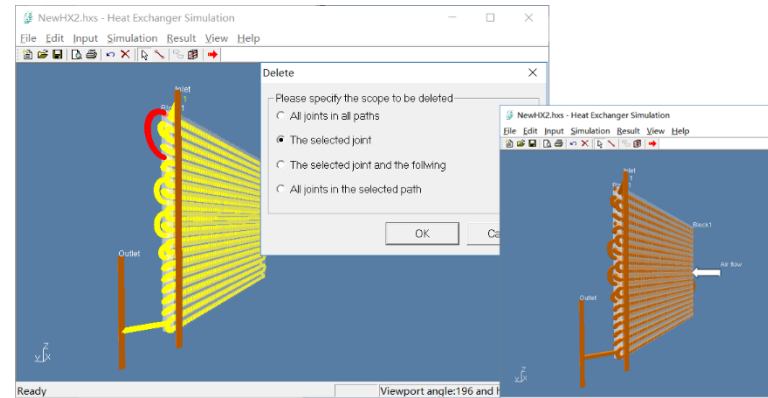 NewHX2.hxs - Heat Exchanger Simulation
File Edit Input Simulation Result View Help
Inlet
Outlet
Z
y x
Ready
Viewport angle:196 and
Delete
Please specify the scope to be deleted
All joints in all paths
The selected joint
The selected joint and the follwing
All joints in the selected path
OK
NewHX2.hxs - Heat Exchanger Simulation
File Edit Input Simulation Result View Help
Inlet
Block1
Air flow
Outlet
Z
y x